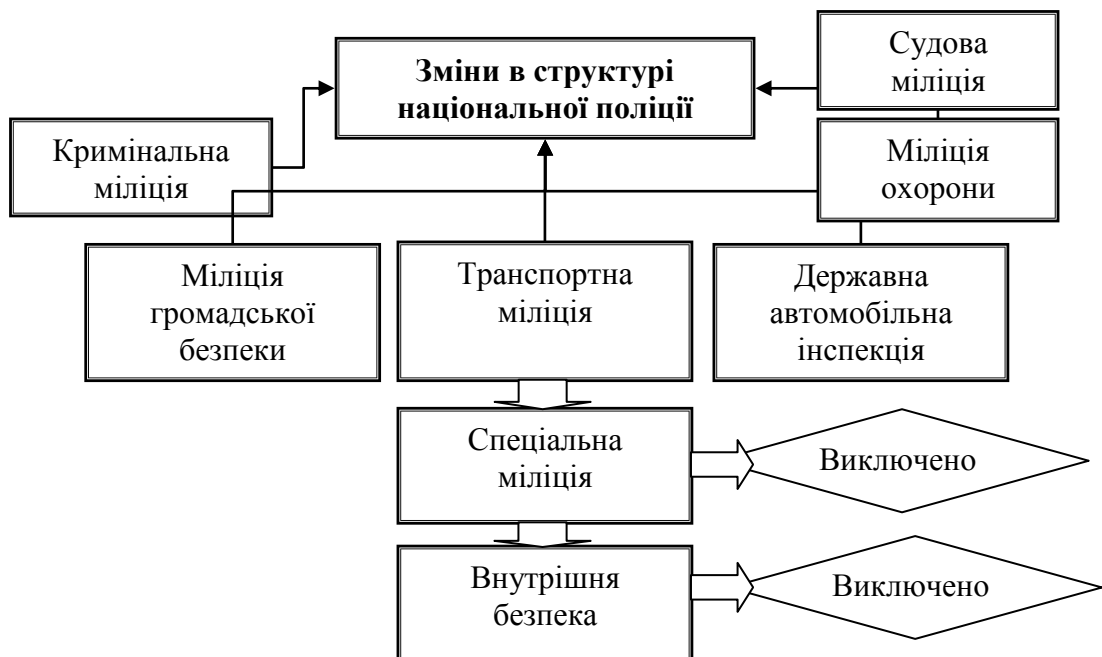 Зміни в структурі
національної поліції
Судова
міліція
Кримінальна
міліція
Міліція
охорони
Міліція
громадської
безпеки
Транспортна
міліція
Державна
автомобільна
інспекція
Спеціальна
міліція
Виключено
Внутрішня
безпека
Виключено